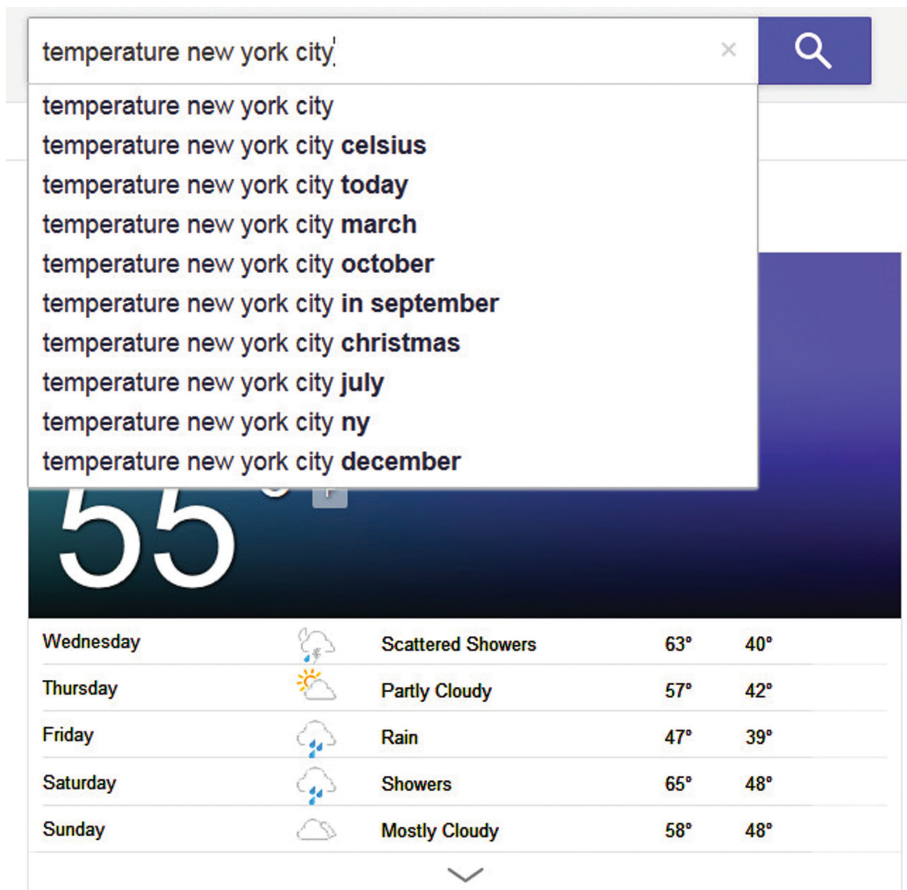 temperature new york city
temperature new york city
temperature new york city celsius
temperature new york city today
temperature new york city march
temperature new york city october
temperature new york city in september
temperature new york city christmas
temperature new york city july
temperature new york city ny
temperature new york city december
55° F
Wednesday Scattered Showers 63° 40°
Thursday Partly Cloudy 57° 42°
Friday Rain 47° 39°
Saturday Showers 65° 48°
Sunday Mostly Cloudy 58° 48°